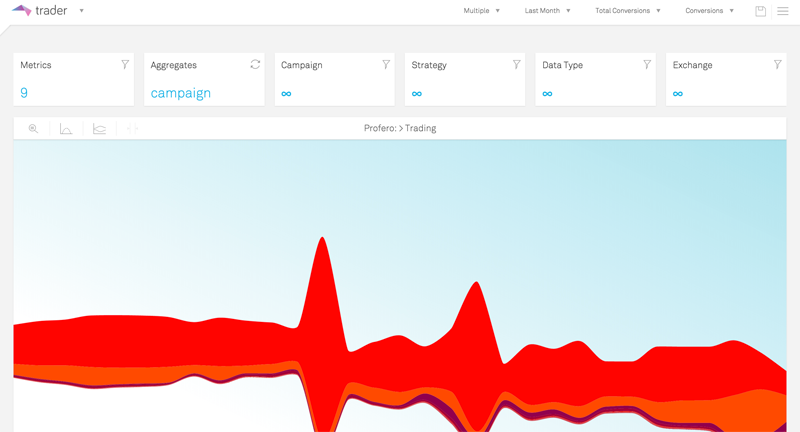 trader
Multiple
Last Month
Total Conversions
Conversions
Metrics
9
Aggregates
campaign
Campaign
∞
Strategy
∞
Data Type
∞
Exchange
∞
Profero: > Trading